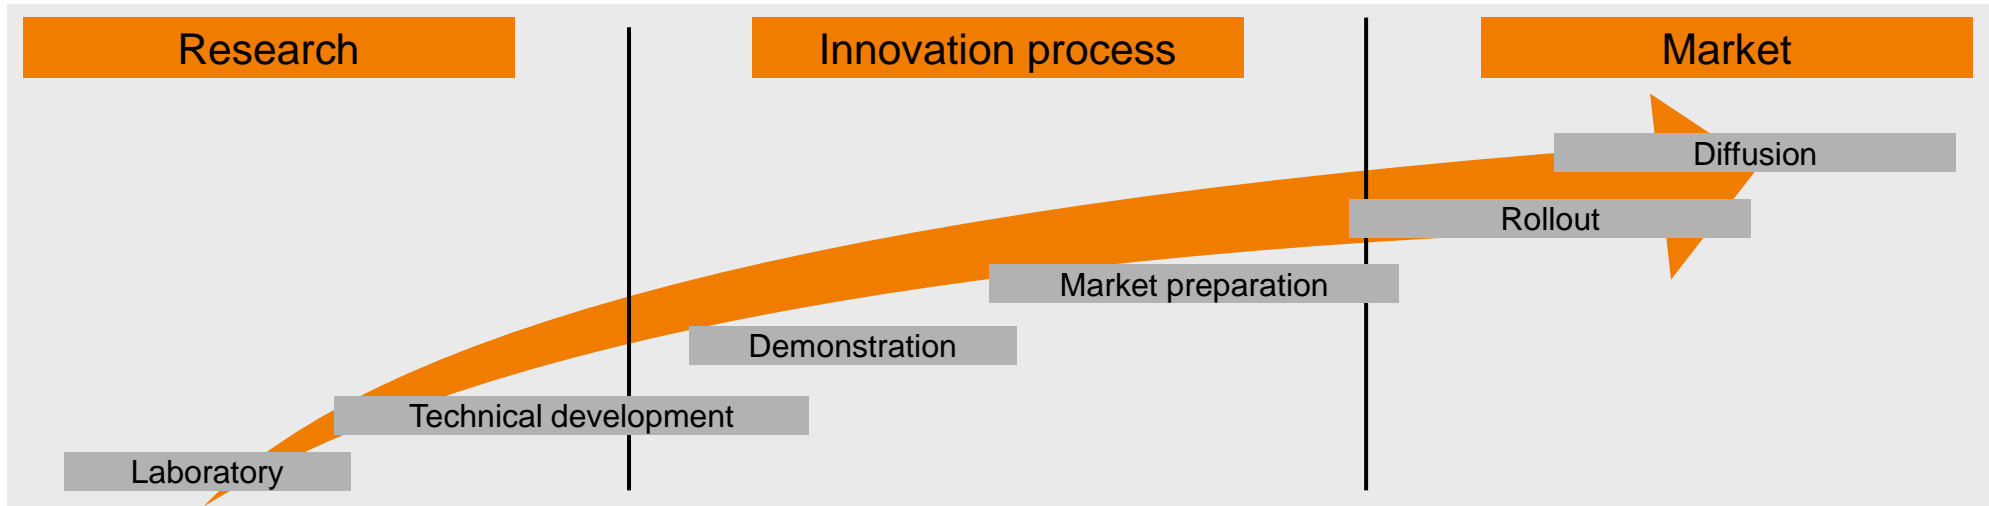 Research
Innovation process
Market
Diffusion
Rollout
Market preparation
Demonstration
Technical development
Laboratory